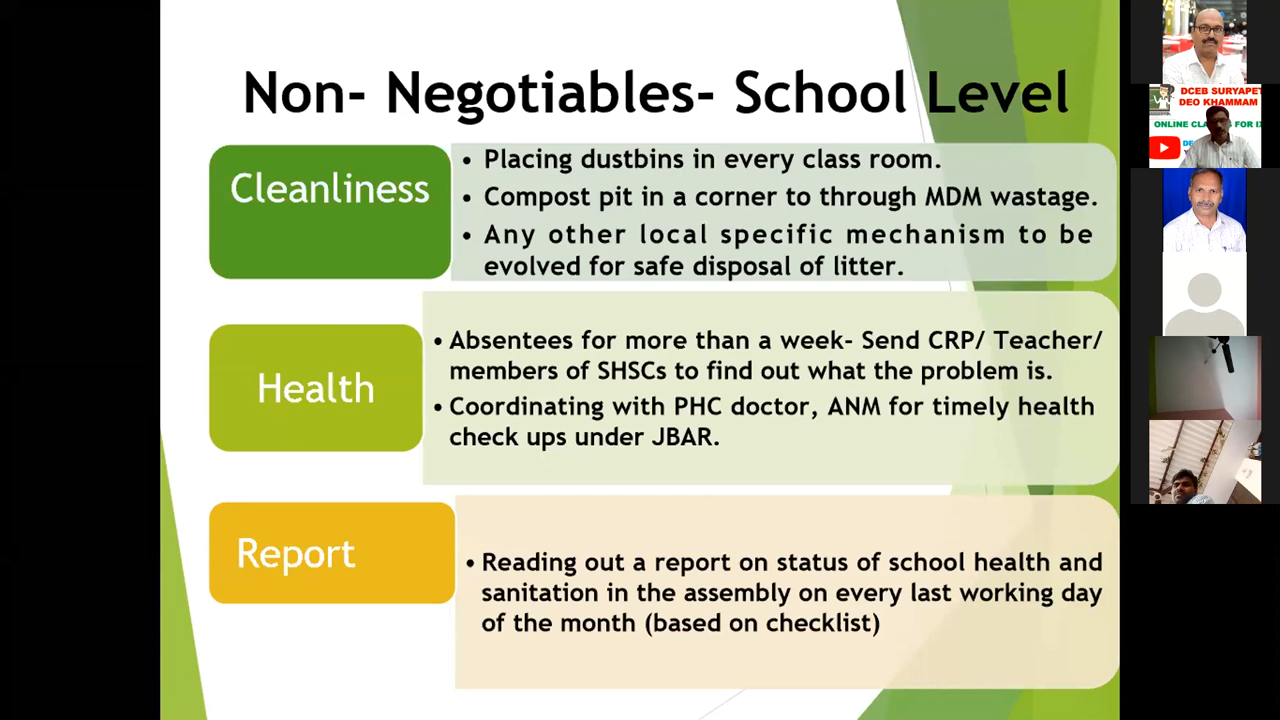 Non- Negotiables- School Level
Cleanliness
• Placing dustbins in every class room.
• Compost pit in a corner to through MDM wastage.
• Any other local specific mechanism to be
evolved for safe disposal of litter.
Health
• Absentees for more than a week- Send CRP/ Teacher/
members of SHSCs to find out what the problem is.
• Coordinating with PHC doctor, ANM for timely health
check ups under JBAR.
Report
• Reading out a report on status of school health and
sanitation in the assembly on every last working day
of the month (based on checklist)
DCEB SURYAPET
DEO KHAMMAM
ONLINE FOR